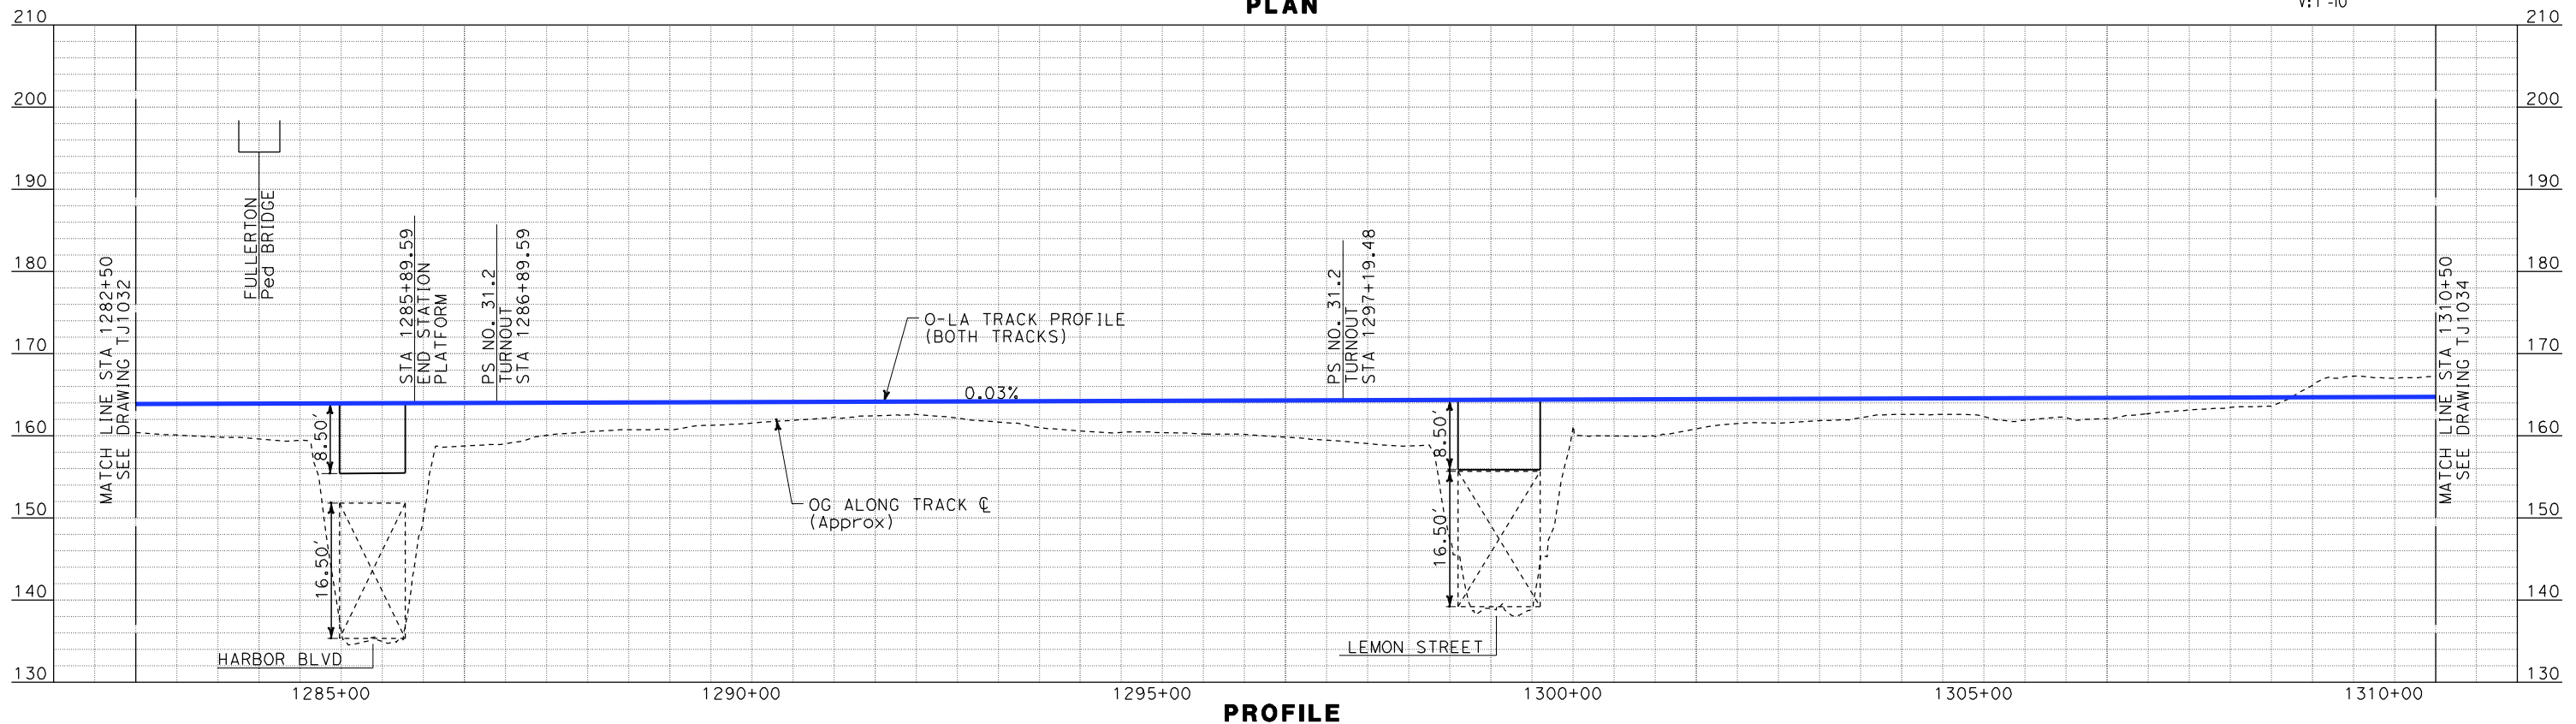 PLAN
V:1"=10'
210
210
200
200
190
190
180
180
170
170
160
160
150
150
140
140
130
130
MATCH LINE STA 1282+50
SEE DRAWING TJ1032
FULLERTON
Ped BRIDGE
STA 1285+89.59
END STATION
PLATFORM
PS NO. 31.2
TURNOUT
STA 1286+89.59
O-LA TRACK PROFILE
(BOTH TRACKS)
0.03%
PS NO. 31.2
TURNOUT
STA 1297+19.48
MATCH LINE STA 1310+50
SEE DRAWING TJ1034
8.50'
16.50'
HARBOR BLVD
OG ALONG TRACK ℄
(Approx)
8.50'
16.50'
LEMON STREET
1285+00
1290+00
1295+00
1300+00
1305+00
1310+00
PROFILE